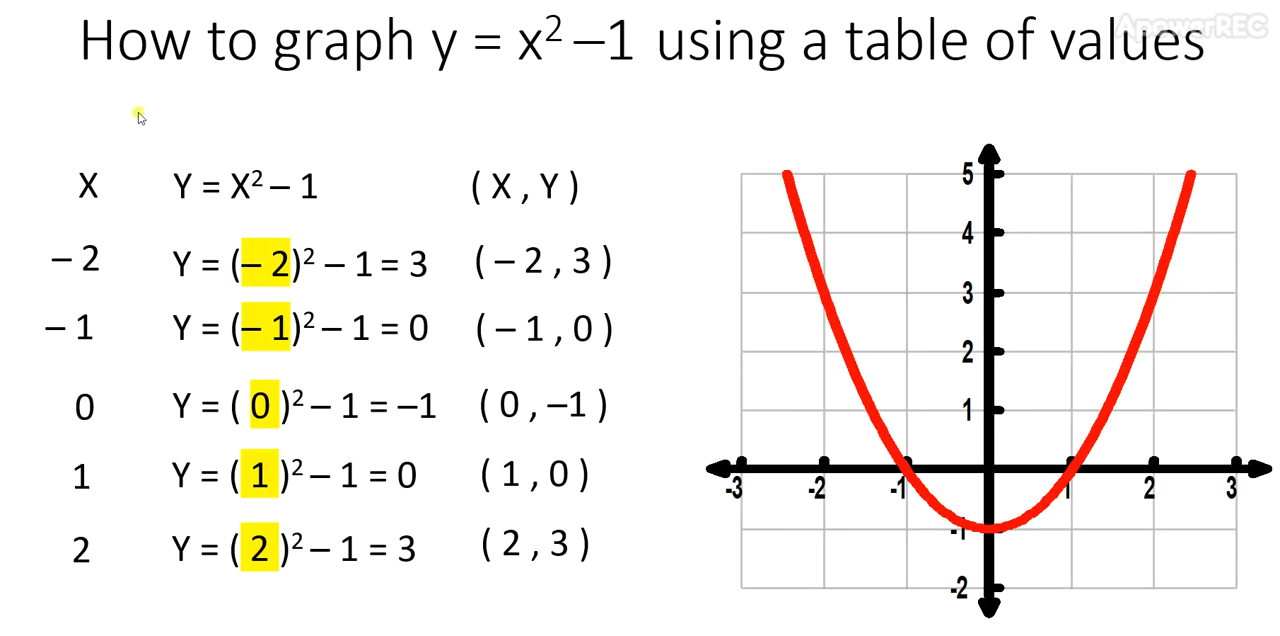 ApowerREC
How to graph y = x² –1 using a table of values
X Y = X² – 1 ( X , Y )
– 2 Y = (– 2)² – 1 = 3 ( – 2 , 3 )
– 1 Y = (– 1)² – 1 = 0 ( – 1 , 0 )
0 Y = ( 0 )² – 1 = –1 ( 0 , –1 )
1 Y = ( 1 )² – 1 = 0 ( 1 , 0 )
2 Y = ( 2 )² – 1 = 3 ( 2 , 3 )
5
4
3
2
1
-3 -2 -1 1 2 3
-1
-2